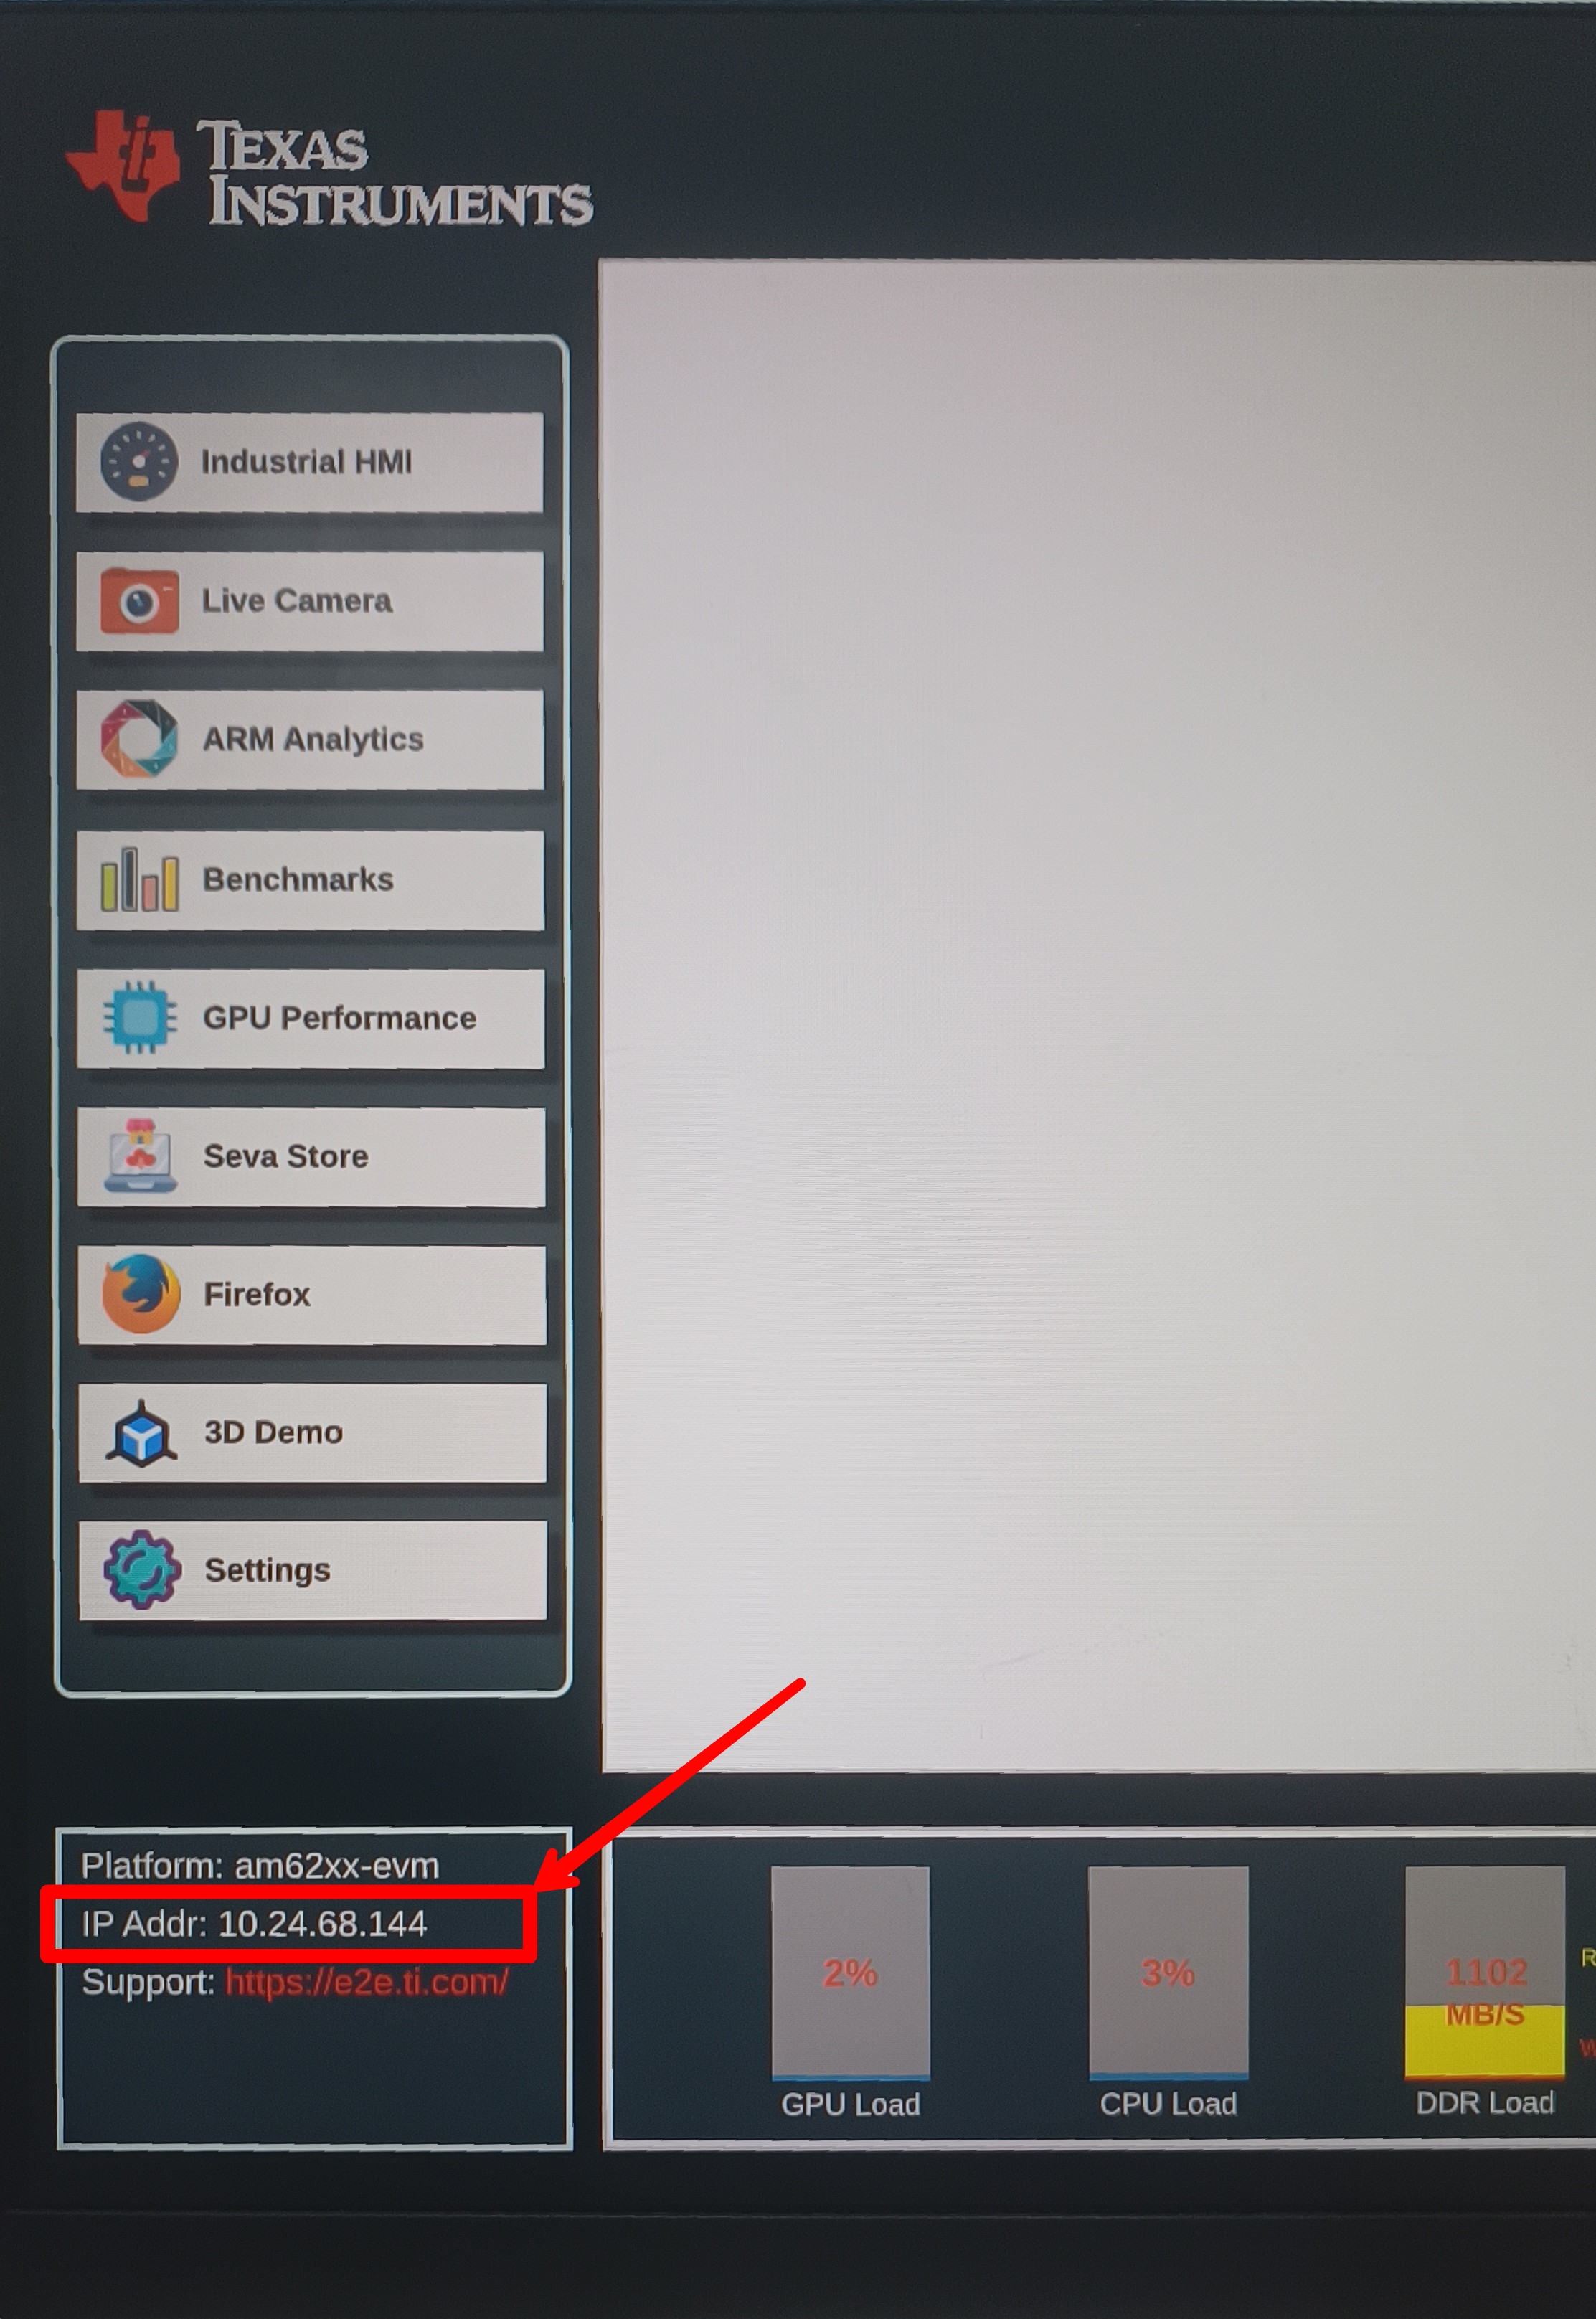 TEXAS
INSTRUMENTS
Industrial HMI
Live Camera
ARM Analytics
Benchmarks
GPU Performance
Seva Store
Firefox
3D Demo
Settings
Platform: am62xx-evm
IP Addr: 10.24.68.144
Support: https://e2e.ti.com/
2%
GPU Load
3%
CPU Load
1102
MB/S
DDR Load